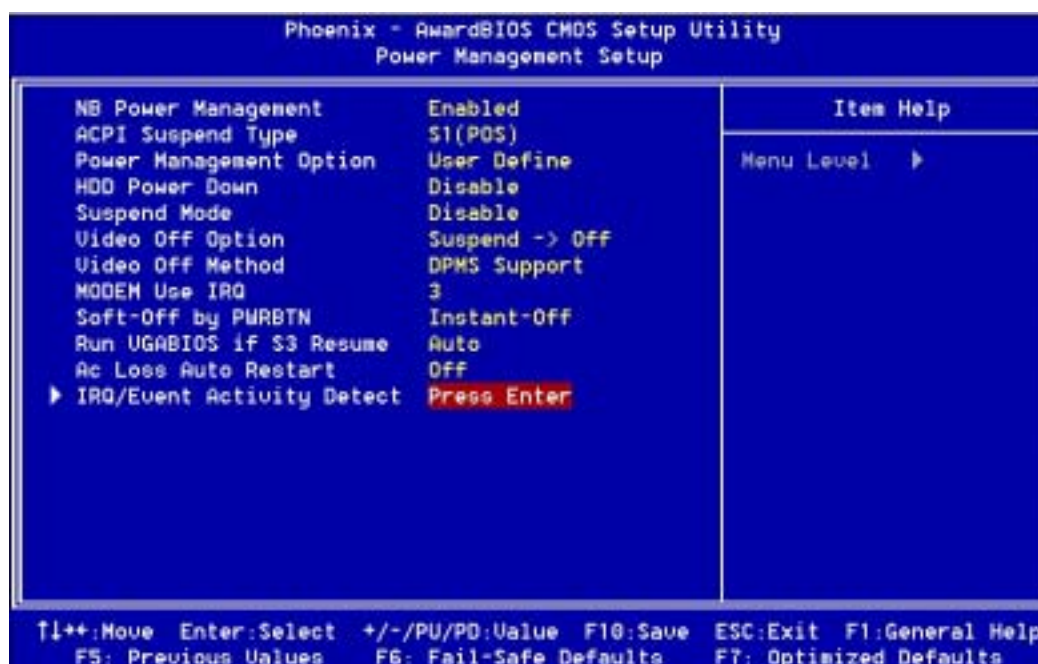 Phoenix - AwardBIOS CMOS Setup Utility
Power Management Setup
NB Power Management Enabled
ACPI Suspend Type S1(POS)
Power Management Option User Define
HDD Power Down Disable
Suspend Mode Disable
Video Off Option Suspend -> Off
Video Off Method DPMS Support
MODEM Use IRQ 3
Soft-Off by PWRBTN Instant-Off
Run VGABIOS if S3 Resume Auto
Ac Loss Auto Restart Off
▶ IRQ/Event Activity Detect Press Enter
Item Help
Menu Level ▶
↑↓→←:Move Enter:Select +/-/PU/PD:Value F10:Save ESC:Exit F1:General Help
F5: Previous Values F6: Fail-Safe Defaults F7: Optimized Defaults